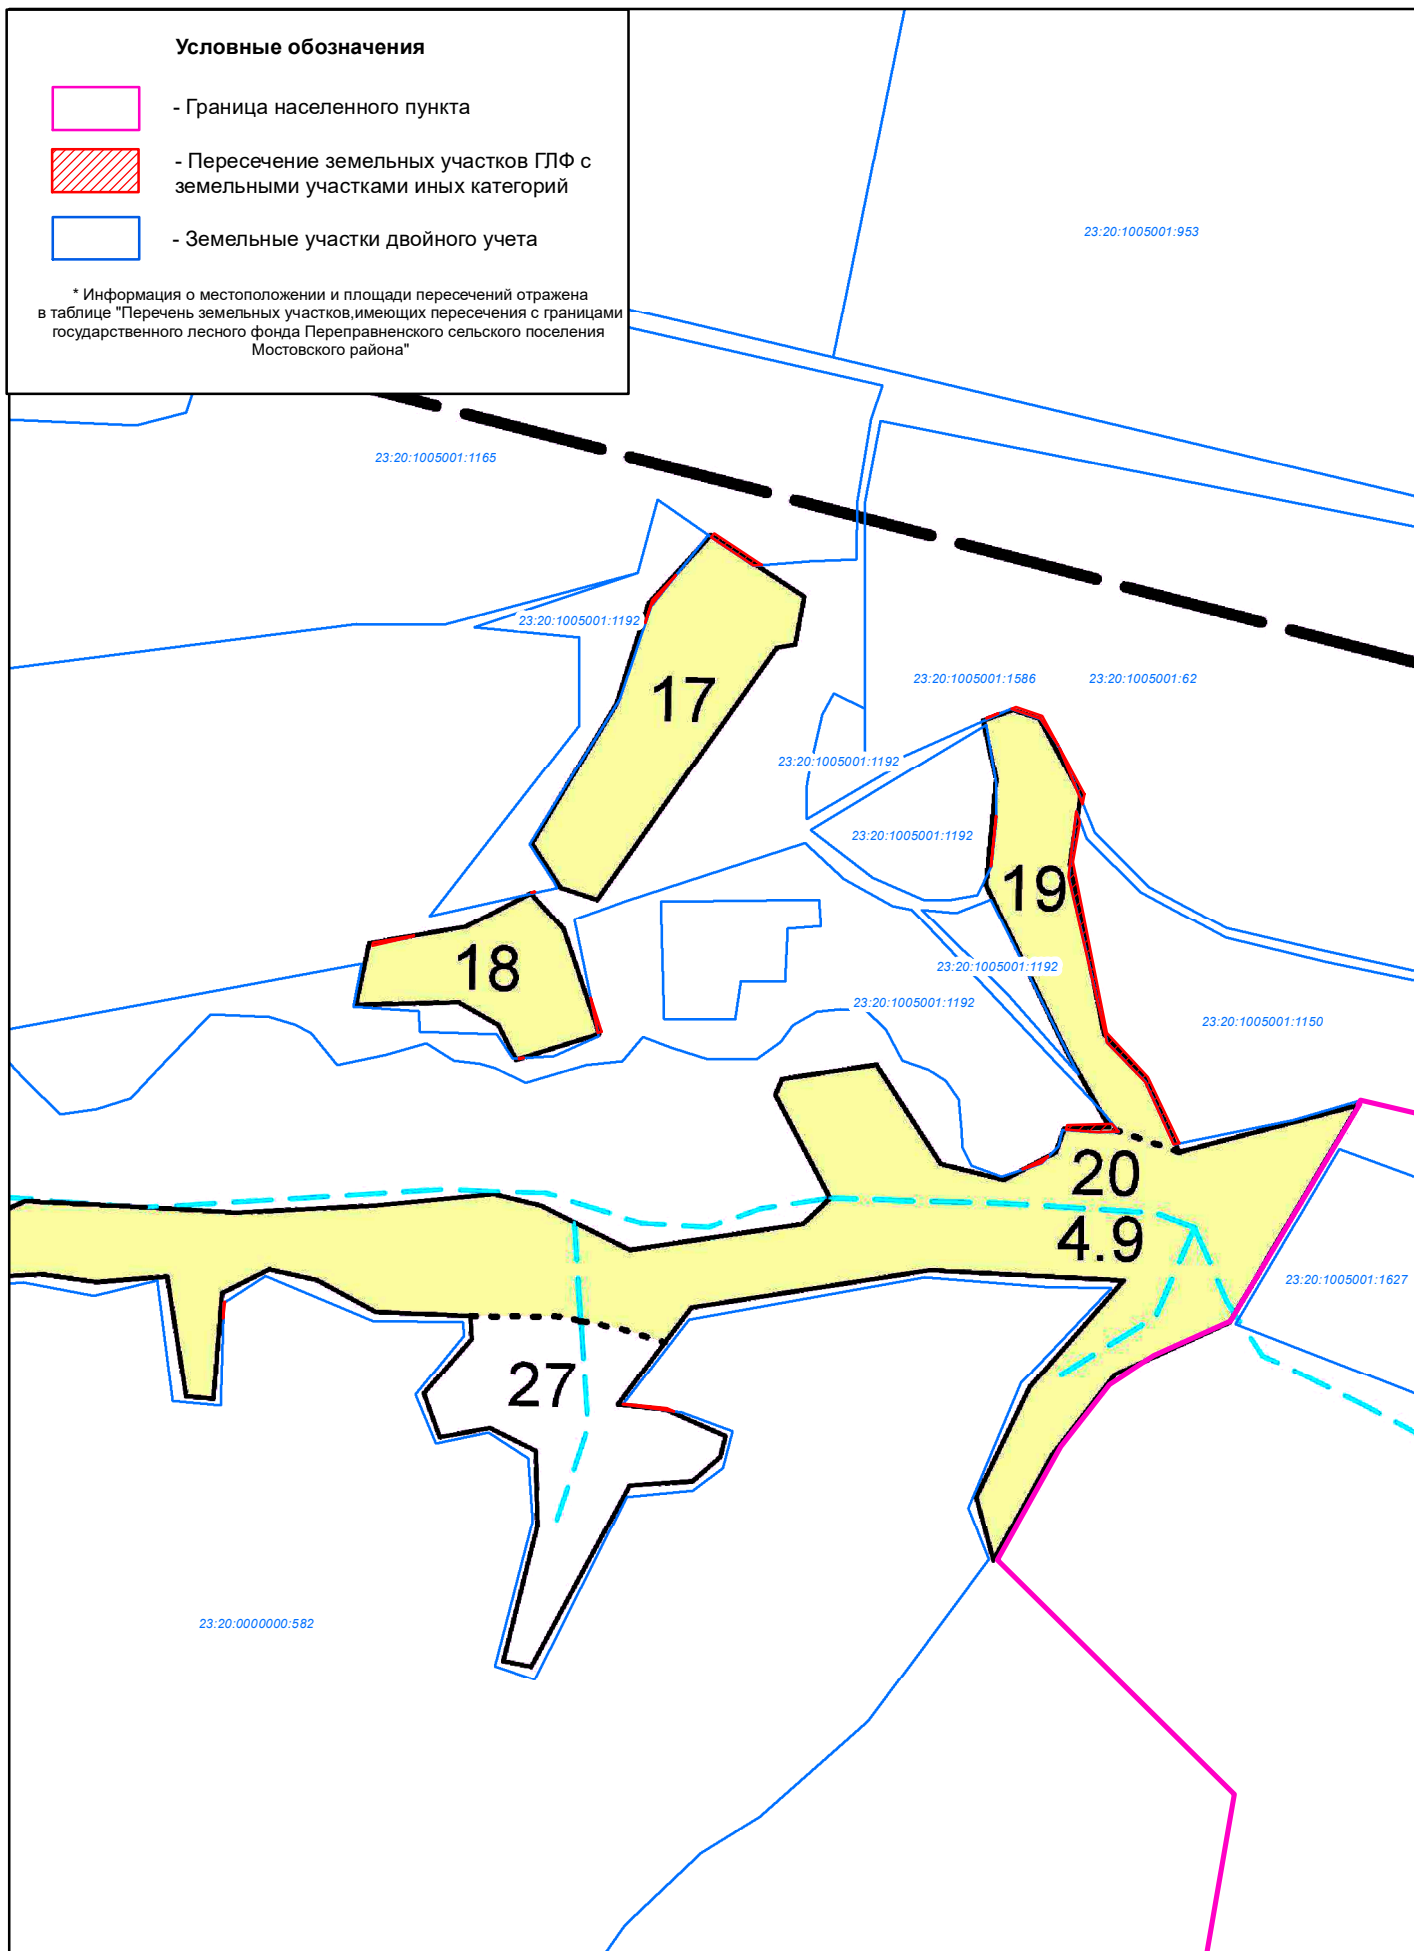 Условные обозначения
- Граница населенного пункта
- Пересечение земельных участков ГЛФ с
земельными участками иных категорий
- Земельные участки двойного учета
* Информация о местоположении и площади пересечений отражена
в таблице "Перечень земельных участков,имеющих пересечения с границами
государственного лесного фонда Переправненского сельского поселения
Мостовского района"
23:20:1005001:953
23:20:1005001:1165
23:20:1005001:1192
17
23:20:1005001:1586
23:20:1005001:62
23:20:1005001:1192
23:20:1005001:1192
19
18
23:20:1005001:1192
23:20:1005001:1192
23:20:1005001:1150
20
4.9
23:20:1005001:1627
27
23:20:0000000:582